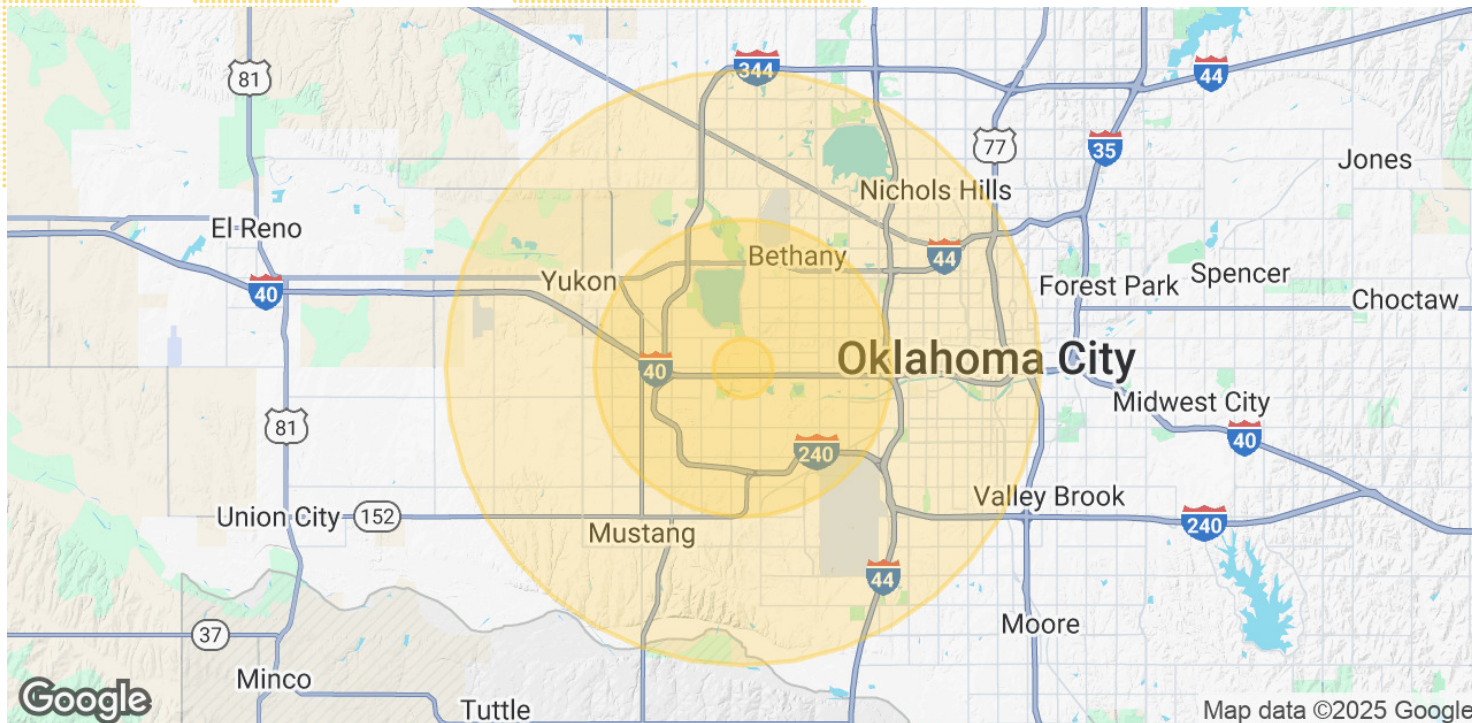 344
44
81
77
35
Jones
Nichols Hills
El Reno
Bethany
44
Yukon
Spencer
Forest Park
40
Choctaw
Oklahoma City
40
Midwest City
81
40
240
Valley Brook
Union City
152
240
Mustang
44
Moore
37
Minco
Tuttle
Google
Map data ©2025 Google